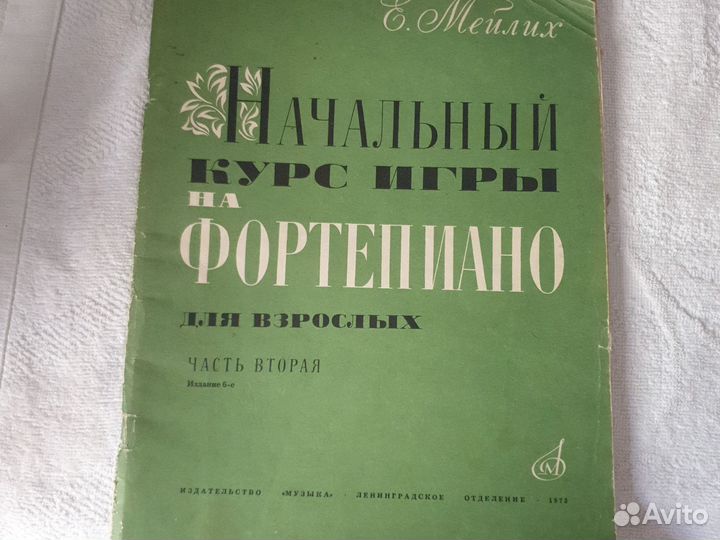 Е. Мейлих
НАЧАЛЬНЫЙ
КУРС ИГРЫ
НА
ФОРТЕПИАНО
ДЛЯ ВЗРОСЛЫХ
ЧАСТЬ ВТОРАЯ
Издание 6-е
М
ИЗДАТЕЛЬСТВО «МУЗЫКА» · ЛЕНИНГРАДСКОЕ ОТДЕЛЕНИЕ · 1973
Avito